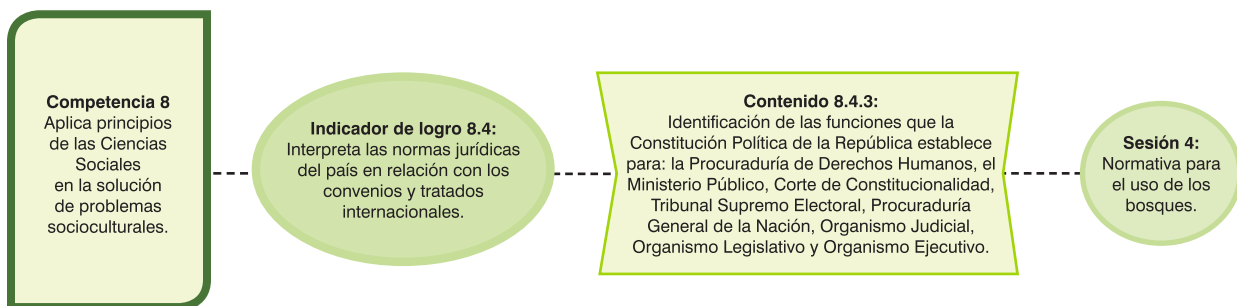 Competencia 8
Aplica principios
de las Ciencias
Sociales
en la solución
de problemas
socioculturales.
Indicador de logro 8.4:
Interpreta las normas jurídicas
del país en relación con los
convenios y tratados
internacionales.
Contenido 8.4.3:
Identificación de las funciones que la
Constitución Política de la República establece
para: la Procuraduría de Derechos Humanos, el
Ministerio Público, Corte de Constitucionalidad,
Tribunal Supremo Electoral, Procuraduría
General de la Nación, Organismo Judicial,
Organismo Legislativo y Organismo Ejecutivo.
Sesión 4:
Normativa para
el uso de los
bosques.